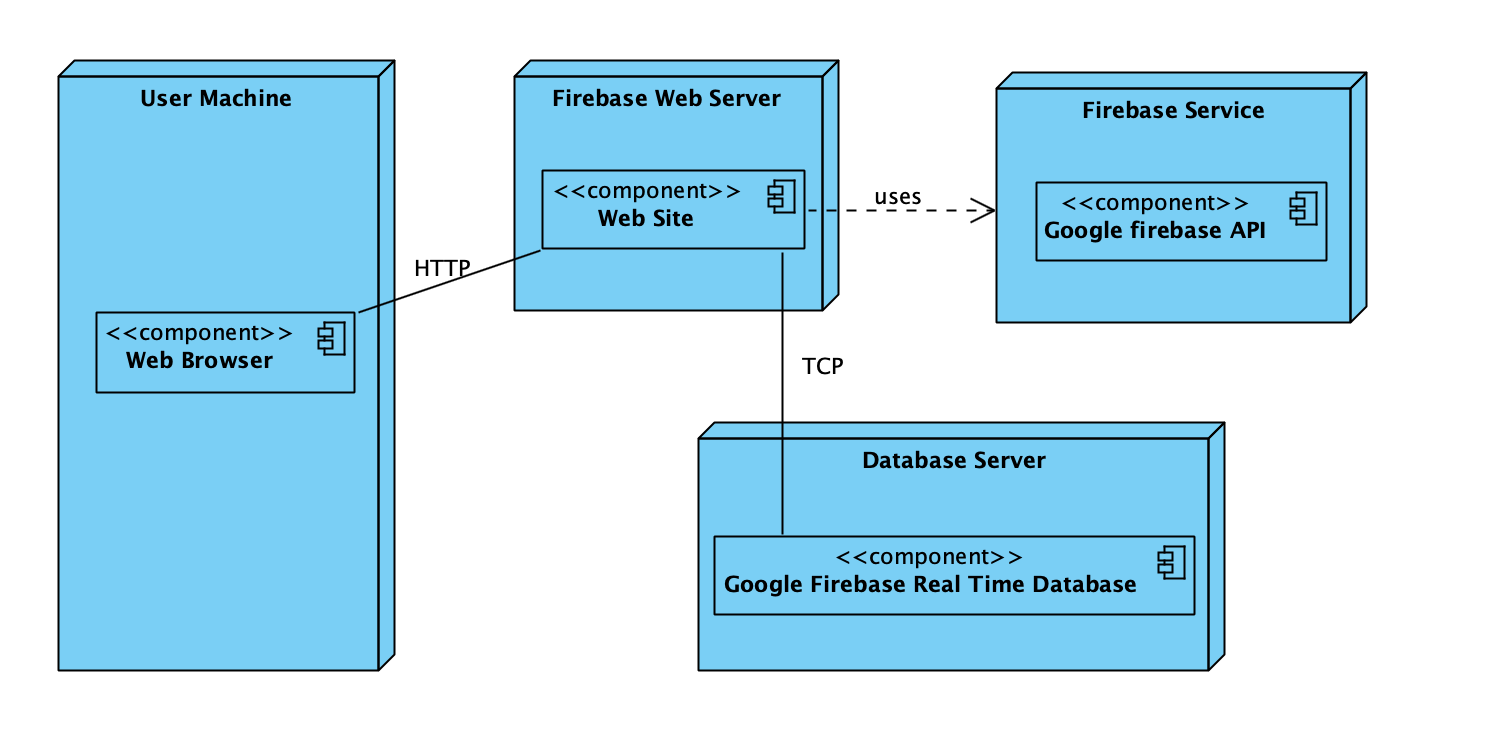 User Machine
<<component>>
Web Browser
HTTP
Firebase Web Server
<<component>>
Web Site
uses
Firebase Service
<<component>>
Google firebase API
TCP
Database Server
<<component>>
Google Firebase Real Time Database